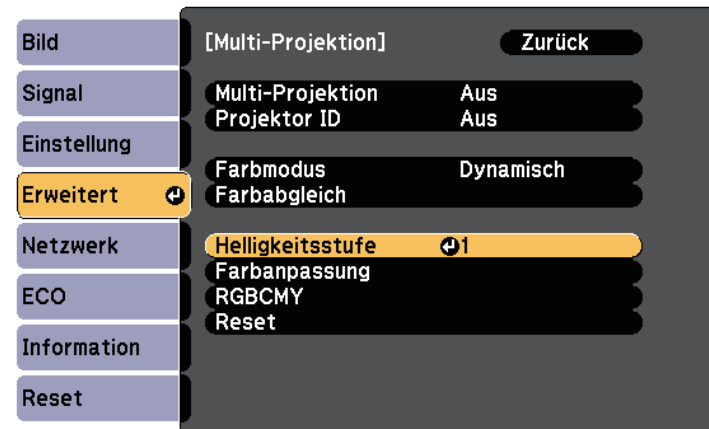 Bild
Signal
Einstellung
Erweitert
Netzwerk
ECO
Information
Reset
[Multi-Projektion] Zurück
Multi-Projektion Aus
Projektor ID Aus
Farbmodus Dynamisch
Farbabgleich
Helligkeitsstufe 1
Farbanpassung
RGBCMY
Reset